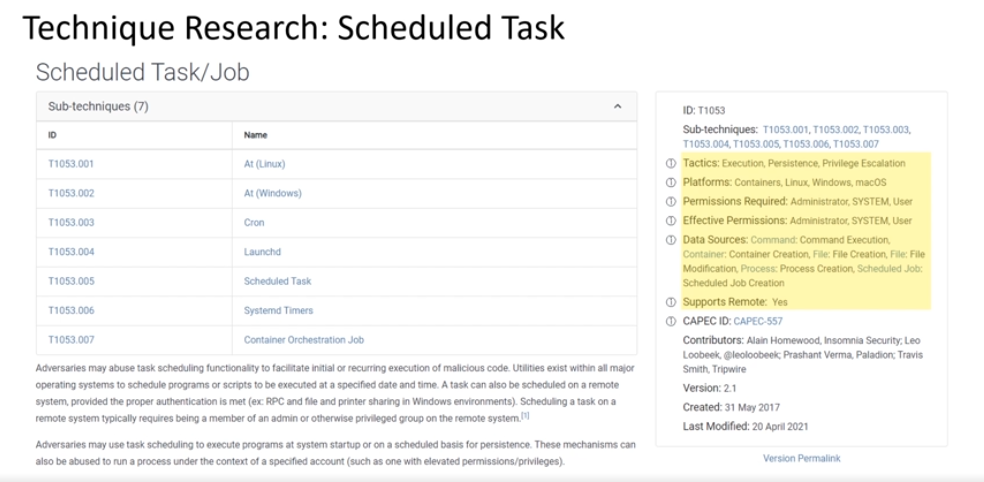 Technique Research: Scheduled Task
Scheduled Task/Job
Sub-techniques (7)
ID Name
T1053.001 At (Linux)
T1053.002 At (Windows)
T1053.003 Cron
T1053.004 Launchd
T1053.005 Scheduled Task
T1053.006 Systemd Timers
T1053.007 Container Orchestration Job
Adversaries may abuse task scheduling functionality to facilitate initial or recurring execution of malicious code. Utilities exist within all major
operating systems to schedule programs or scripts to be executed at a specified date and time. A task can also be scheduled on a remote
system, provided the proper authentication is met (ex: RPC and file and printer sharing in Windows environments). Scheduling a task on a
remote system typically requires being a member of an admin or otherwise privileged group on the remote system.[1]
Adversaries may use task scheduling to execute programs at system startup or on a scheduled basis for persistence. These mechanisms can
also be abused to run a process under the context of a specified account (such as one with elevated permissions/privileges).
ID: T1053
Sub-techniques: T1053.001, T1053.002, T1053.003,
T1053.004, T1053.005, T1053.006, T1053.007
Tactics: Execution, Persistence, Privilege Escalation
Platforms: Containers, Linux, Windows, macOS
Permissions Required: Administrator, SYSTEM, User
Effective Permissions: Administrator, SYSTEM, User
Data Sources: Command: Command Execution,
Container: Container Creation, File: File Creation, File: File
Modification, Process: Process Creation, Scheduled Job:
Scheduled Job Creation
Supports Remote: Yes
CAPEC ID: CAPEC-557
Contributors: Alain Homewood, Insomnia Security; Leo
Loobeek, @leoloobeek; Prashant Verma, Paladion; Travis
Smith, Tripwire
Version: 2.1
Created: 31 May 2017
Last Modified: 20 April 2021
Version Permalink